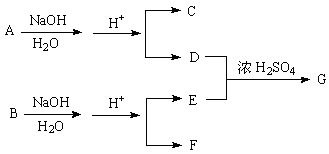 A NaOH H₂O H⁺ C
D 浓 H₂SO₄ G
B NaOH H₂O H⁺ E
F